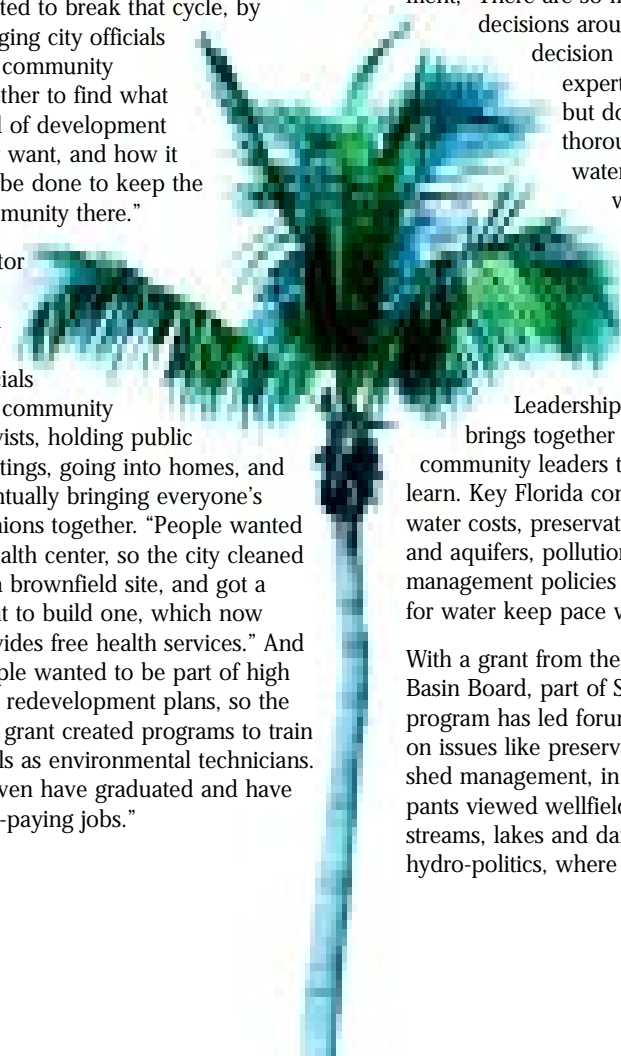 ted to break that cycle, by
ging city officials
community
ther to find what
of development
want, and how it
be done to keep the
munity there.”
tor
cials
community
vists, holding public
tings, going into homes, and
ntually bringing everyone’s
nions together. “People wanted
alth center, so the city cleaned
brownfield site, and got a
nt to build one, which now
vides free health services.” And
ple wanted to be part of high
redevelopment plans, so the
grant created programs to train
ls as environmental technicians.
ven have graduated and have
-paying jobs.”
decisions arou
decision
expert
but do
thorou
water
w
Leadership
brings together
community leaders t
learn. Key Florida con
water costs, preservat
and aquifers, pollution
management policies
for water keep pace w
With a grant from the
Basin Board, part of S
program has led forum
on issues like preserv
shed management, in
pants viewed wellfield
streams, lakes and da
hydro-politics, where